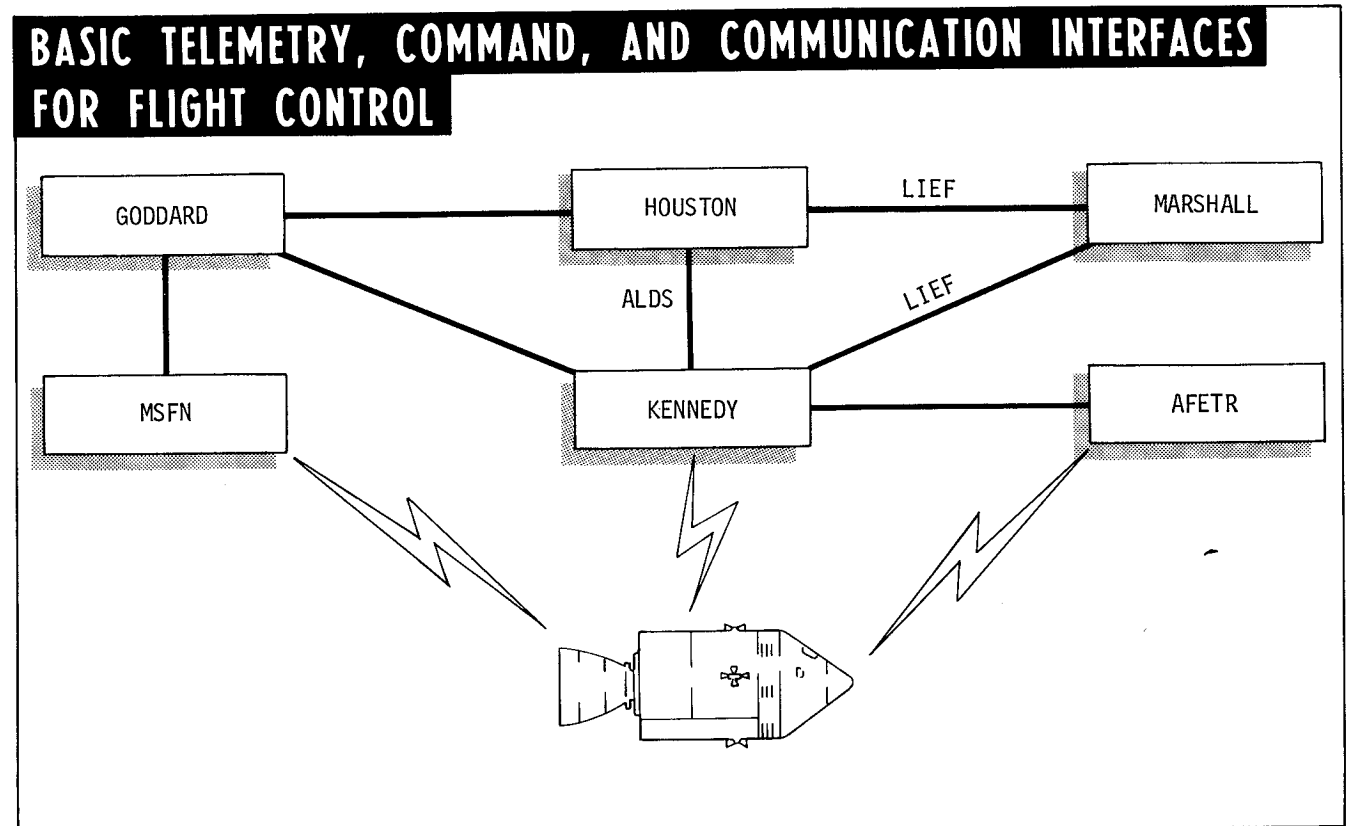 BASIC TELEMETRY, COMMAND, AND COMMUNICATION INTERFACES
FOR FLIGHT CONTROL
GODDARD
HOUSTON
LIEF
MARSHALL
ALDS
LIEF
MSFN
KENNEDY
AFETR